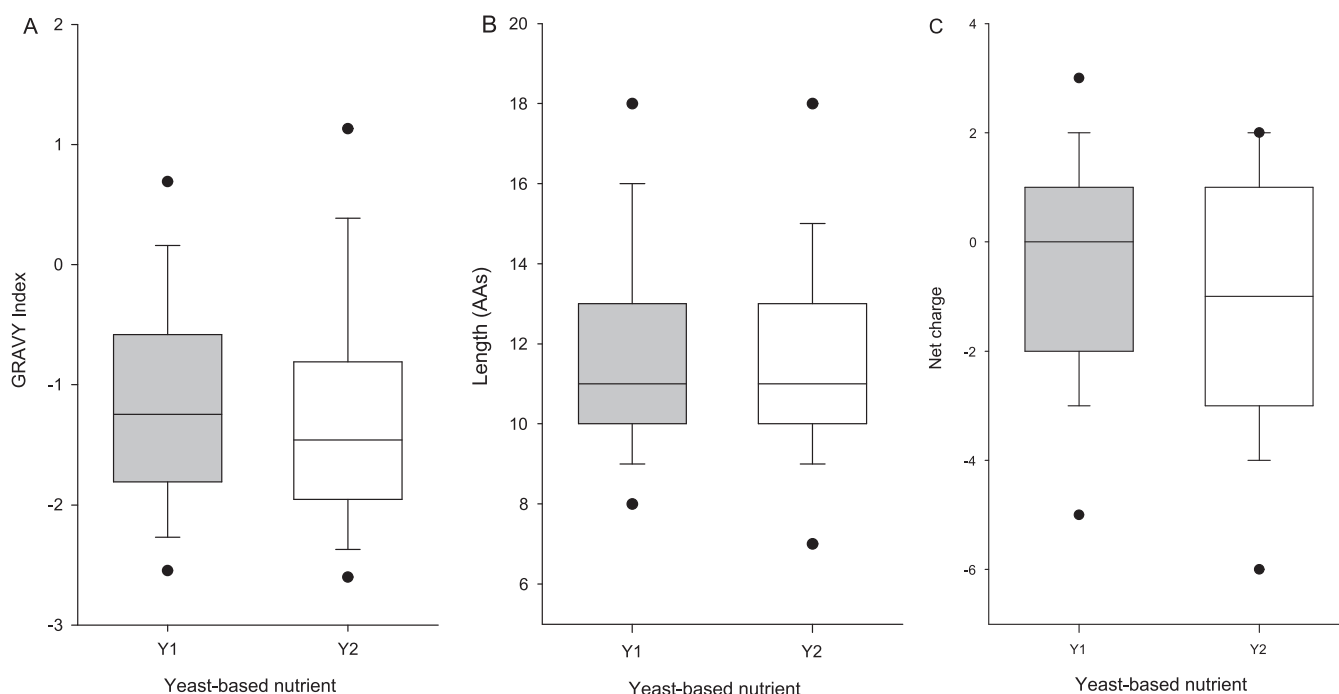 A
2
1
0
-1
-2
-3
GRAVY Index
Y1
Y2
Yeast-based nutrient
B
20
18
16
14
12
10
8
6
Length (AAs)
Y1
Y2
Yeast-based nutrient
C
4
2
0
-2
-4
-6
Net charge
Y1
Y2
Yeast-based nutrient